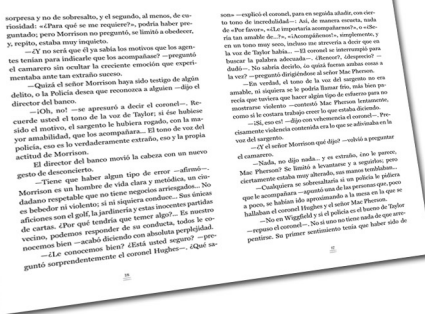 sorpresa y no de sobresalto, y el segundo, al menos, de cu-
riosidad: «¿Para qué se me requiere?», podría haber pre-
guntado; pero Morrison no preguntó, se limitó a obedecer,
y, repito, estaba muy inquieto.
—¿Y no será que él ya sabía los motivos que los agen-
tes tenían para indicarle que los acompañase? —preguntó
el camarero sin ocultar la creciente emoción que experi-
mentaba ante tan extraño suceso.
—Quizá el señor Morrison haya sido testigo de algún
delito, o la Policía desea que reconozca a alguien —dijo el
director del banco.
—¡Oh, no! —se apresuró a decir el coronel—. Re-
cuerde usted el tono de la voz de Taylor; si ese hubiese
sido el motivo, el sargento le hubiera rogado, con la ma-
yor amabilidad, que los acompañara... El tono de voz del
policía, eso es lo verdaderamente extraño, eso y la propia
actitud de Morrison.
El director del banco movió la cabeza con un nuevo
gesto de desconcierto.
—Tiene que haber algún tipo de error —afirmó—.
Morrison es un hombre de vida clara y metódica, un ciu-
dadano respetable que no tiene negocios arriesgados... No
es bebedor ni violento; si ni siquiera conduce... Sus únicas
aficiones son el golf, la jardinería y estas inocentes partidas
de cartas. ¿Por qué tendría que temer algo?... Es nuestro
vecino, podemos responder de su conducta, todos le co-
nocemos bien —acabó diciendo con absoluta perplejidad.
—¿Le conocemos bien? ¿Está usted seguro? —pre-
guntó sorprendentemente el coronel Hughes—. ¿Qué sa-
son» —explicó el coronel, para en seguida añadir, con cier-
to tono de incredulidad—: Así, de manera escueta, nada
de «Por favor», «¿Le importaría acompañarnos?», o «¿Se-
ría tan amable de...?», «¡Acompáñenos!», simplemente, y
en un tono muy seco, incluso me atrevería a decir que en
la voz de Taylor había... —El coronel se interrumpió para
buscar la palabra adecuada—. ¿Rencor?, ¿desprecio? —
dudó—. No sabría decirlo, ¿o quizá fueran ambas cosas a
la vez? —preguntó dirigiéndose al señor Mac Pherson.
—En verdad, el tono de la voz del sargento no era
amable, ni siquiera se le podría llamar frío, más bien pa-
recía que tuviera que hacer algún tipo de esfuerzo para no
mostrarse violento —contestó Mac Pherson lentamente,
como si le costara trabajo creer lo que estaba diciendo.
—¡Sí, eso es! —dijo con vehemencia el coronel—. Pre-
cisamente violencia contenida era lo que se adivinaba en su
voz.
—¿Y el señor Morrison qué dijo? —volvió a preguntar
el camarero.
—Nada, no dijo nada... y es extraño, ¿no le parece,
Mac Pherson? Se limitó a levantarse y a seguirlos; pero
ciertamente estaba muy alterado, sus manos temblaban...
—Cualquiera se sobresaltaría si un policía le pidiera
que le acompañase —apuntó una de las personas que, poco
a poco, se habían ido aproximando a la mesa en la que se
hallaban el coronel Hughes y el señor Mac Pherson.
—No en Wiggfield y si el policía es el bueno de Taylor
—repuso el coronel—. No si uno no tiene nada de que arre-
pentirse. Su primer sentimiento tenía que haber sido de